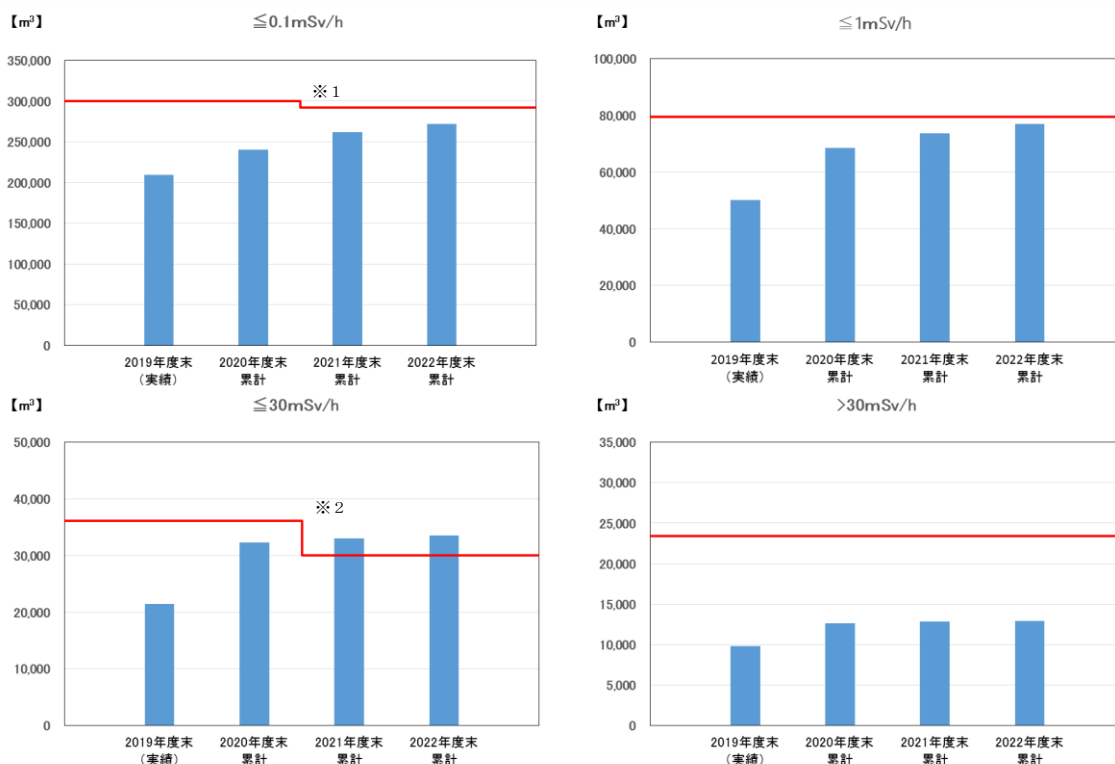 【m³】
≦0.1mSv/h
350,000
300,000
250,000
200,000
150,000
100,000
50,000
0
※1
2019年度末
（実績）
2020年度末
累計
2021年度末
累計
2022年度末
累計
【m³】
≦1mSv/h
100,000
80,000
60,000
40,000
20,000
0
2019年度末
（実績）
2020年度末
累計
2021年度末
累計
2022年度末
累計
【m³】
≦30mSv/h
50,000
40,000
30,000
20,000
10,000
0
※2
2019年度末
（実績）
2020年度末
累計
2021年度末
累計
2022年度末
累計
【m³】
>30mSv/h
35,000
30,000
25,000
20,000
15,000
10,000
5,000
0
2019年度末
（実績）
2020年度末
累計
2021年度末
累計
2022年度末
累計